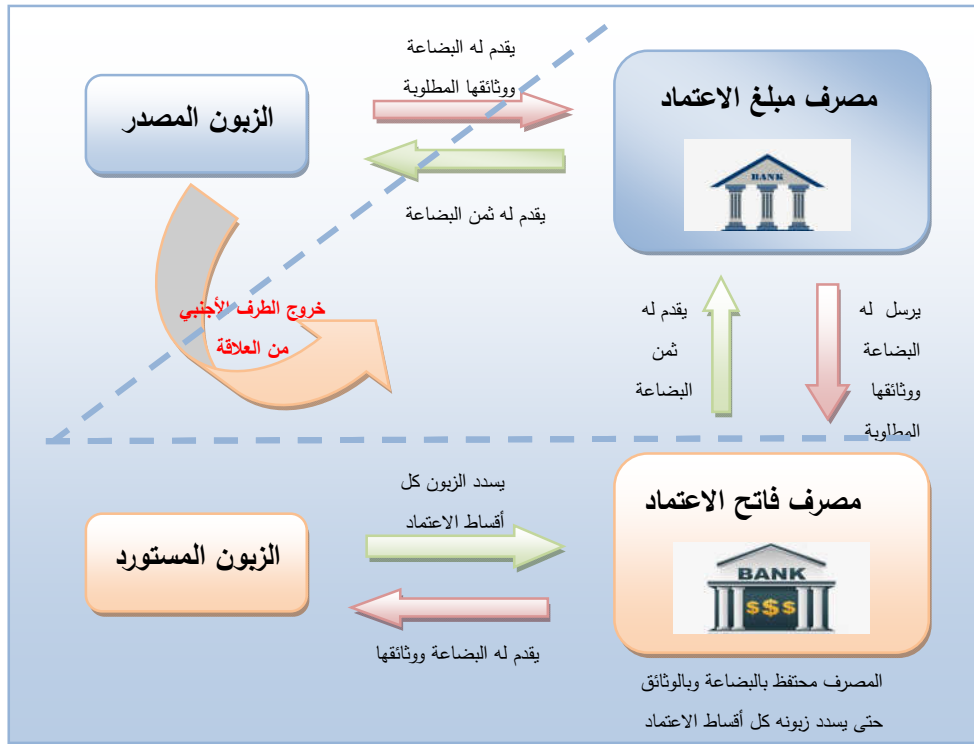 يقدم له البضاعة
ووثائقها المطلوبة
مصرف مبلغ الاعتماد
الزبون المصدر
BANK
يقدم له ثمن البضاعة
خروج الطرف الأجنبي
من العلاقة
يقدم له
ثمن
البضاعة
يرسل له
البضاعة
ووثائقها
المطلوبة
يسدد الزبون كل
أقساط الاعتماد
مصرف فاتح الاعتماد
الزبون المستورد
BANK
$$$
يقدم له البضاعة ووثائقها
المصرف محتفظ بالبضاعة وبالوثائق
حتى يسدد زبونه كل أقساط الاعتماد